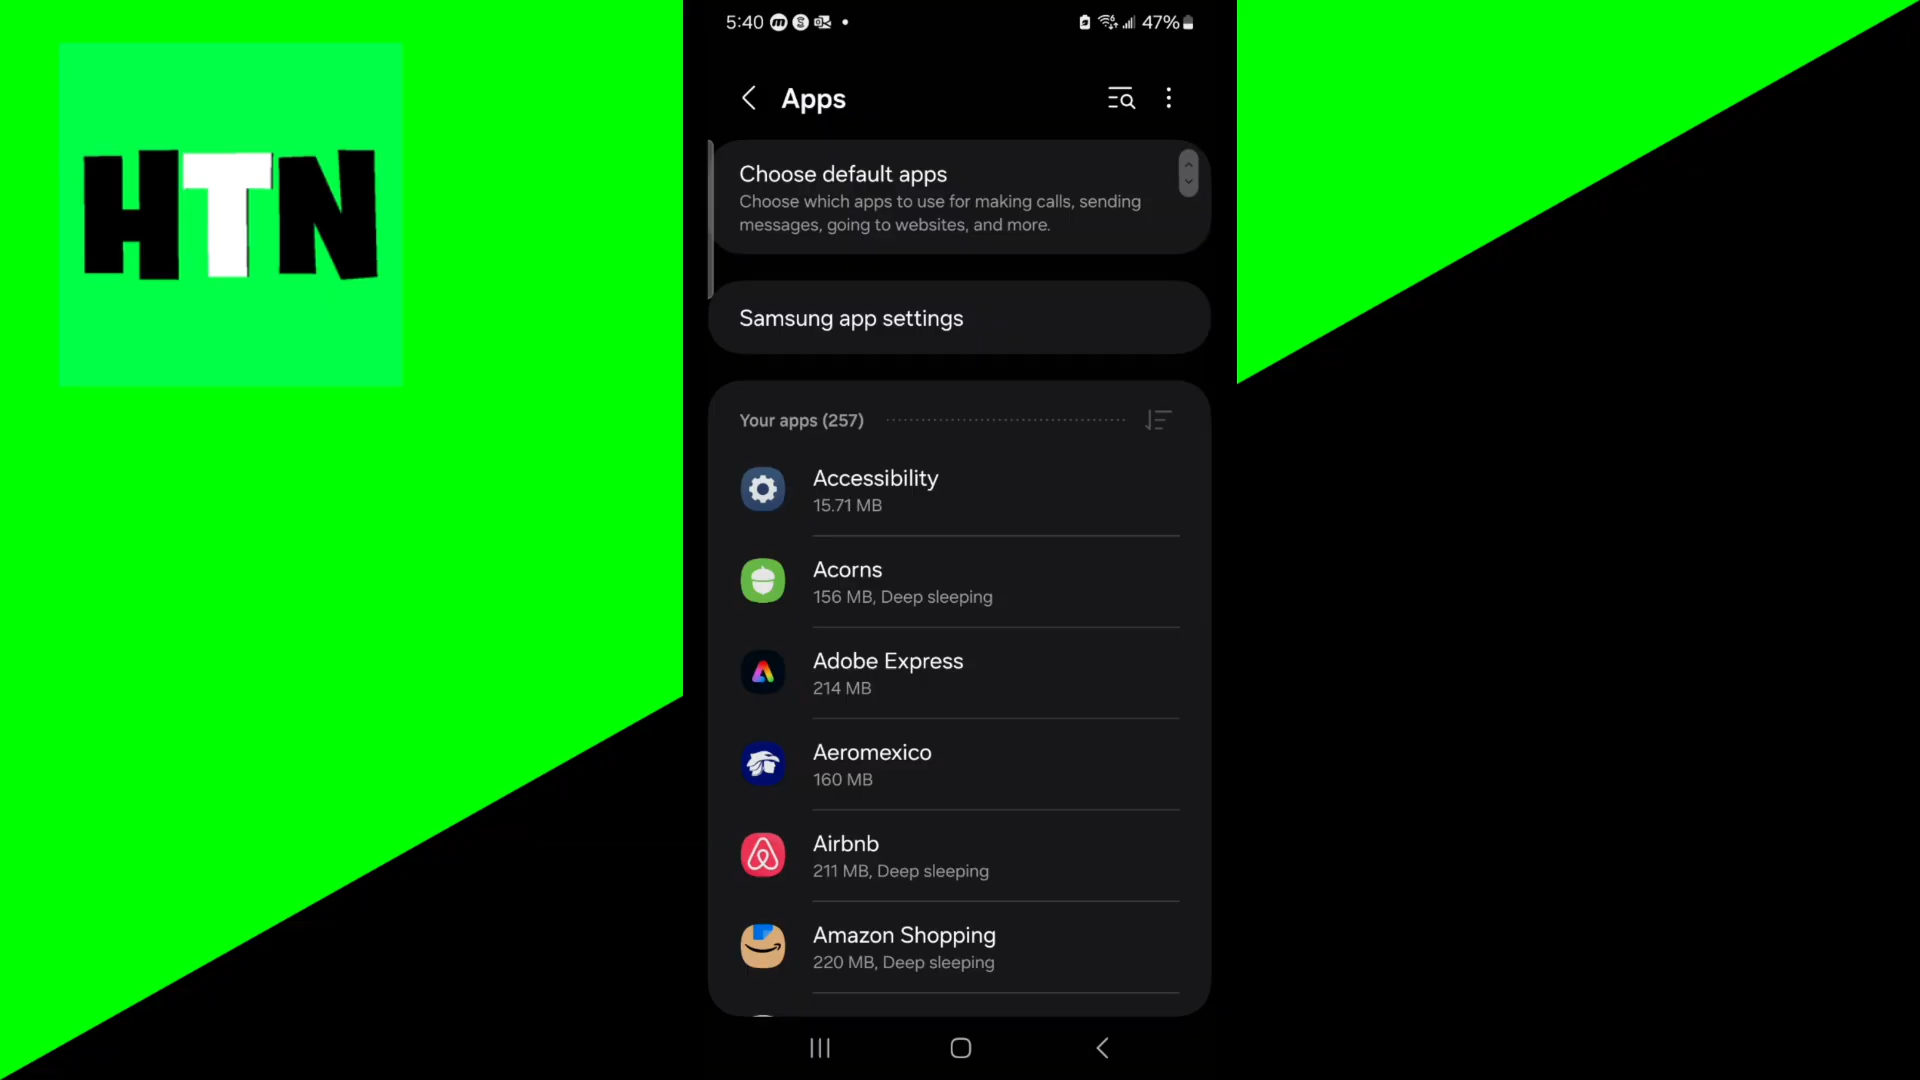 HTN
5:40
47%
Apps
Choose default apps
Choose which apps to use for making calls, sending
messages, going to websites, and more.
Samsung app settings
Your apps (257)
Accessibility
15.71 MB
Acorns
156 MB, Deep sleeping
Adobe Express
214 MB
Aeromexico
160 MB
Airbnb
211 MB, Deep sleeping
Amazon Shopping
220 MB, Deep sleeping